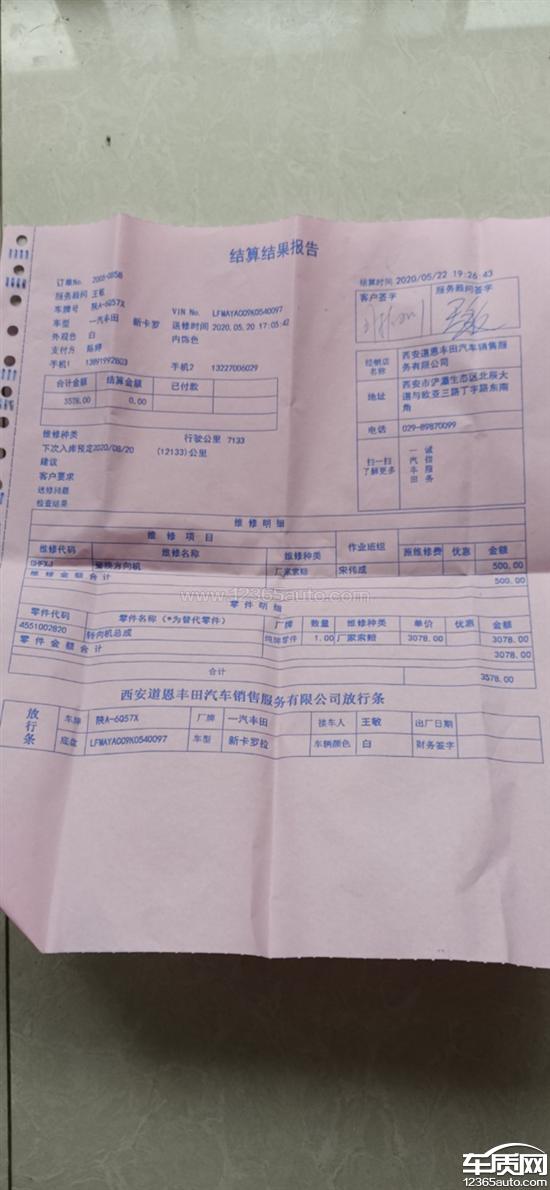 结算结果报告
订单No. 2005-0058
结算时间 2020/05/22 19:26:43
服务顾问 王敏
客户签字 服务顾问签字
车牌号 陕A-6Q57X VIN No. LFMAYA009K0540097
车型 一汽丰田 新卡罗 送修时间 2020.05.20 17:05:42
外观色 白 内饰色
支付方
手机1 13891992803 手机2 13227006029
经销店名称 西安道恩丰田汽车销售服务有限公司
合计金额 结算金额 已付款
3578.00 0.00
地址 西安市浐灞生态区北辰大道与欧亚三路丁字路东南角
电话 029-89870099
维修种类 行驶公里 7133
下次入库预定2020/08/20 (12133)公里
建议
客户要求
送修问题
检查结果
扫一扫 了解更多 一汽丰田 诚信服务
维修明细
维修项目
维修代码 维修名称 维修种类 作业班组 原维修费 优惠 金额
更换方向机 厂家索赔 宋伟成 500.00
维修金额合计 500.00
www.12365auto.com
零件明细
零件代码 零件名称（*为替代零件） 厂牌 数量 维修种类 单价 优惠 金额
4551002820 转向机总成 纯牌零件 1.00 厂家索赔 3078.00 3078.00
零件金额合计 3078.00
合计 3578.00
西安道恩丰田汽车销售服务有限公司放行条
放行条 车牌 陕A-6Q57X 厂牌 一汽丰田 接车人 王敏 出厂日期
底盘 LFMAYA009K0540097 车型 新卡罗拉 车辆颜色 白 财务签字
车质网
12365auto.com